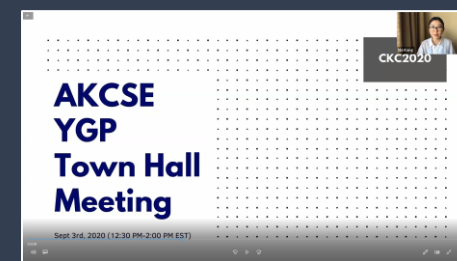 CKC2020
AKCSE
YGP
Town Hall
Meeting
Sept 3rd, 2020 (12:30 PM-2:00 PM EST)